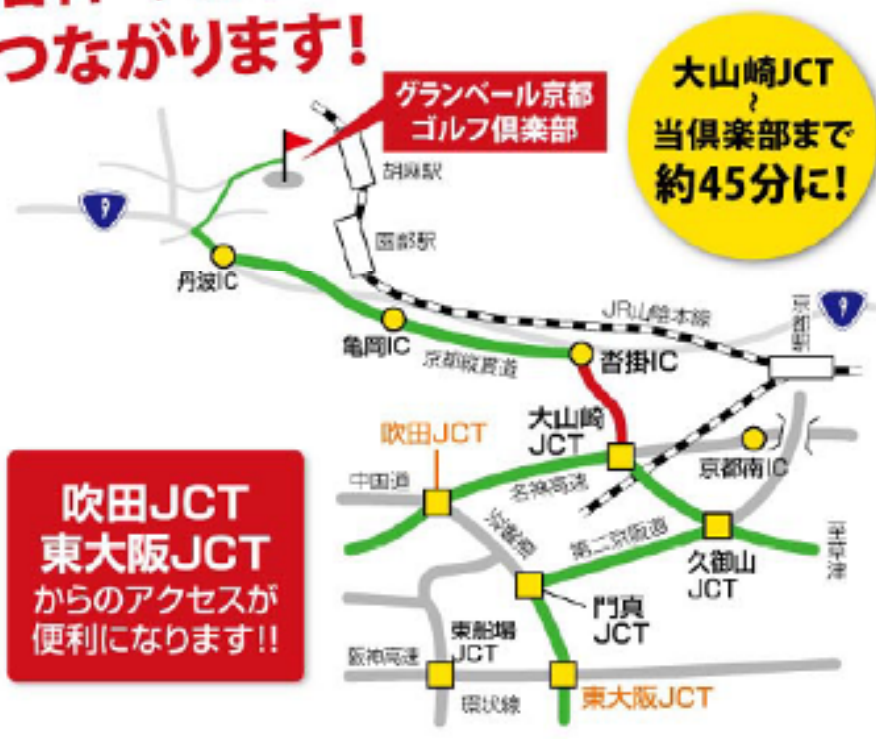 つながります!
グランベール京都
ゴルフ倶楽部
大山崎JCT
~
当倶楽部まで
約45分に!
胡麻駅
9
園部駅
丹波IC
JR山陰本線
京都駅
9
亀岡IC
京都縦貫道
沓掛IC
大山崎
JCT
吹田JCT
京都南IC
中国道
名神高速
吹田JCT
東大阪JCT
からのアクセスが
便利になります!!
近畿道
第二京阪道
久御山
JCT
至草津
門真
JCT
東船場
JCT
阪神高速
環状線
東大阪JCT